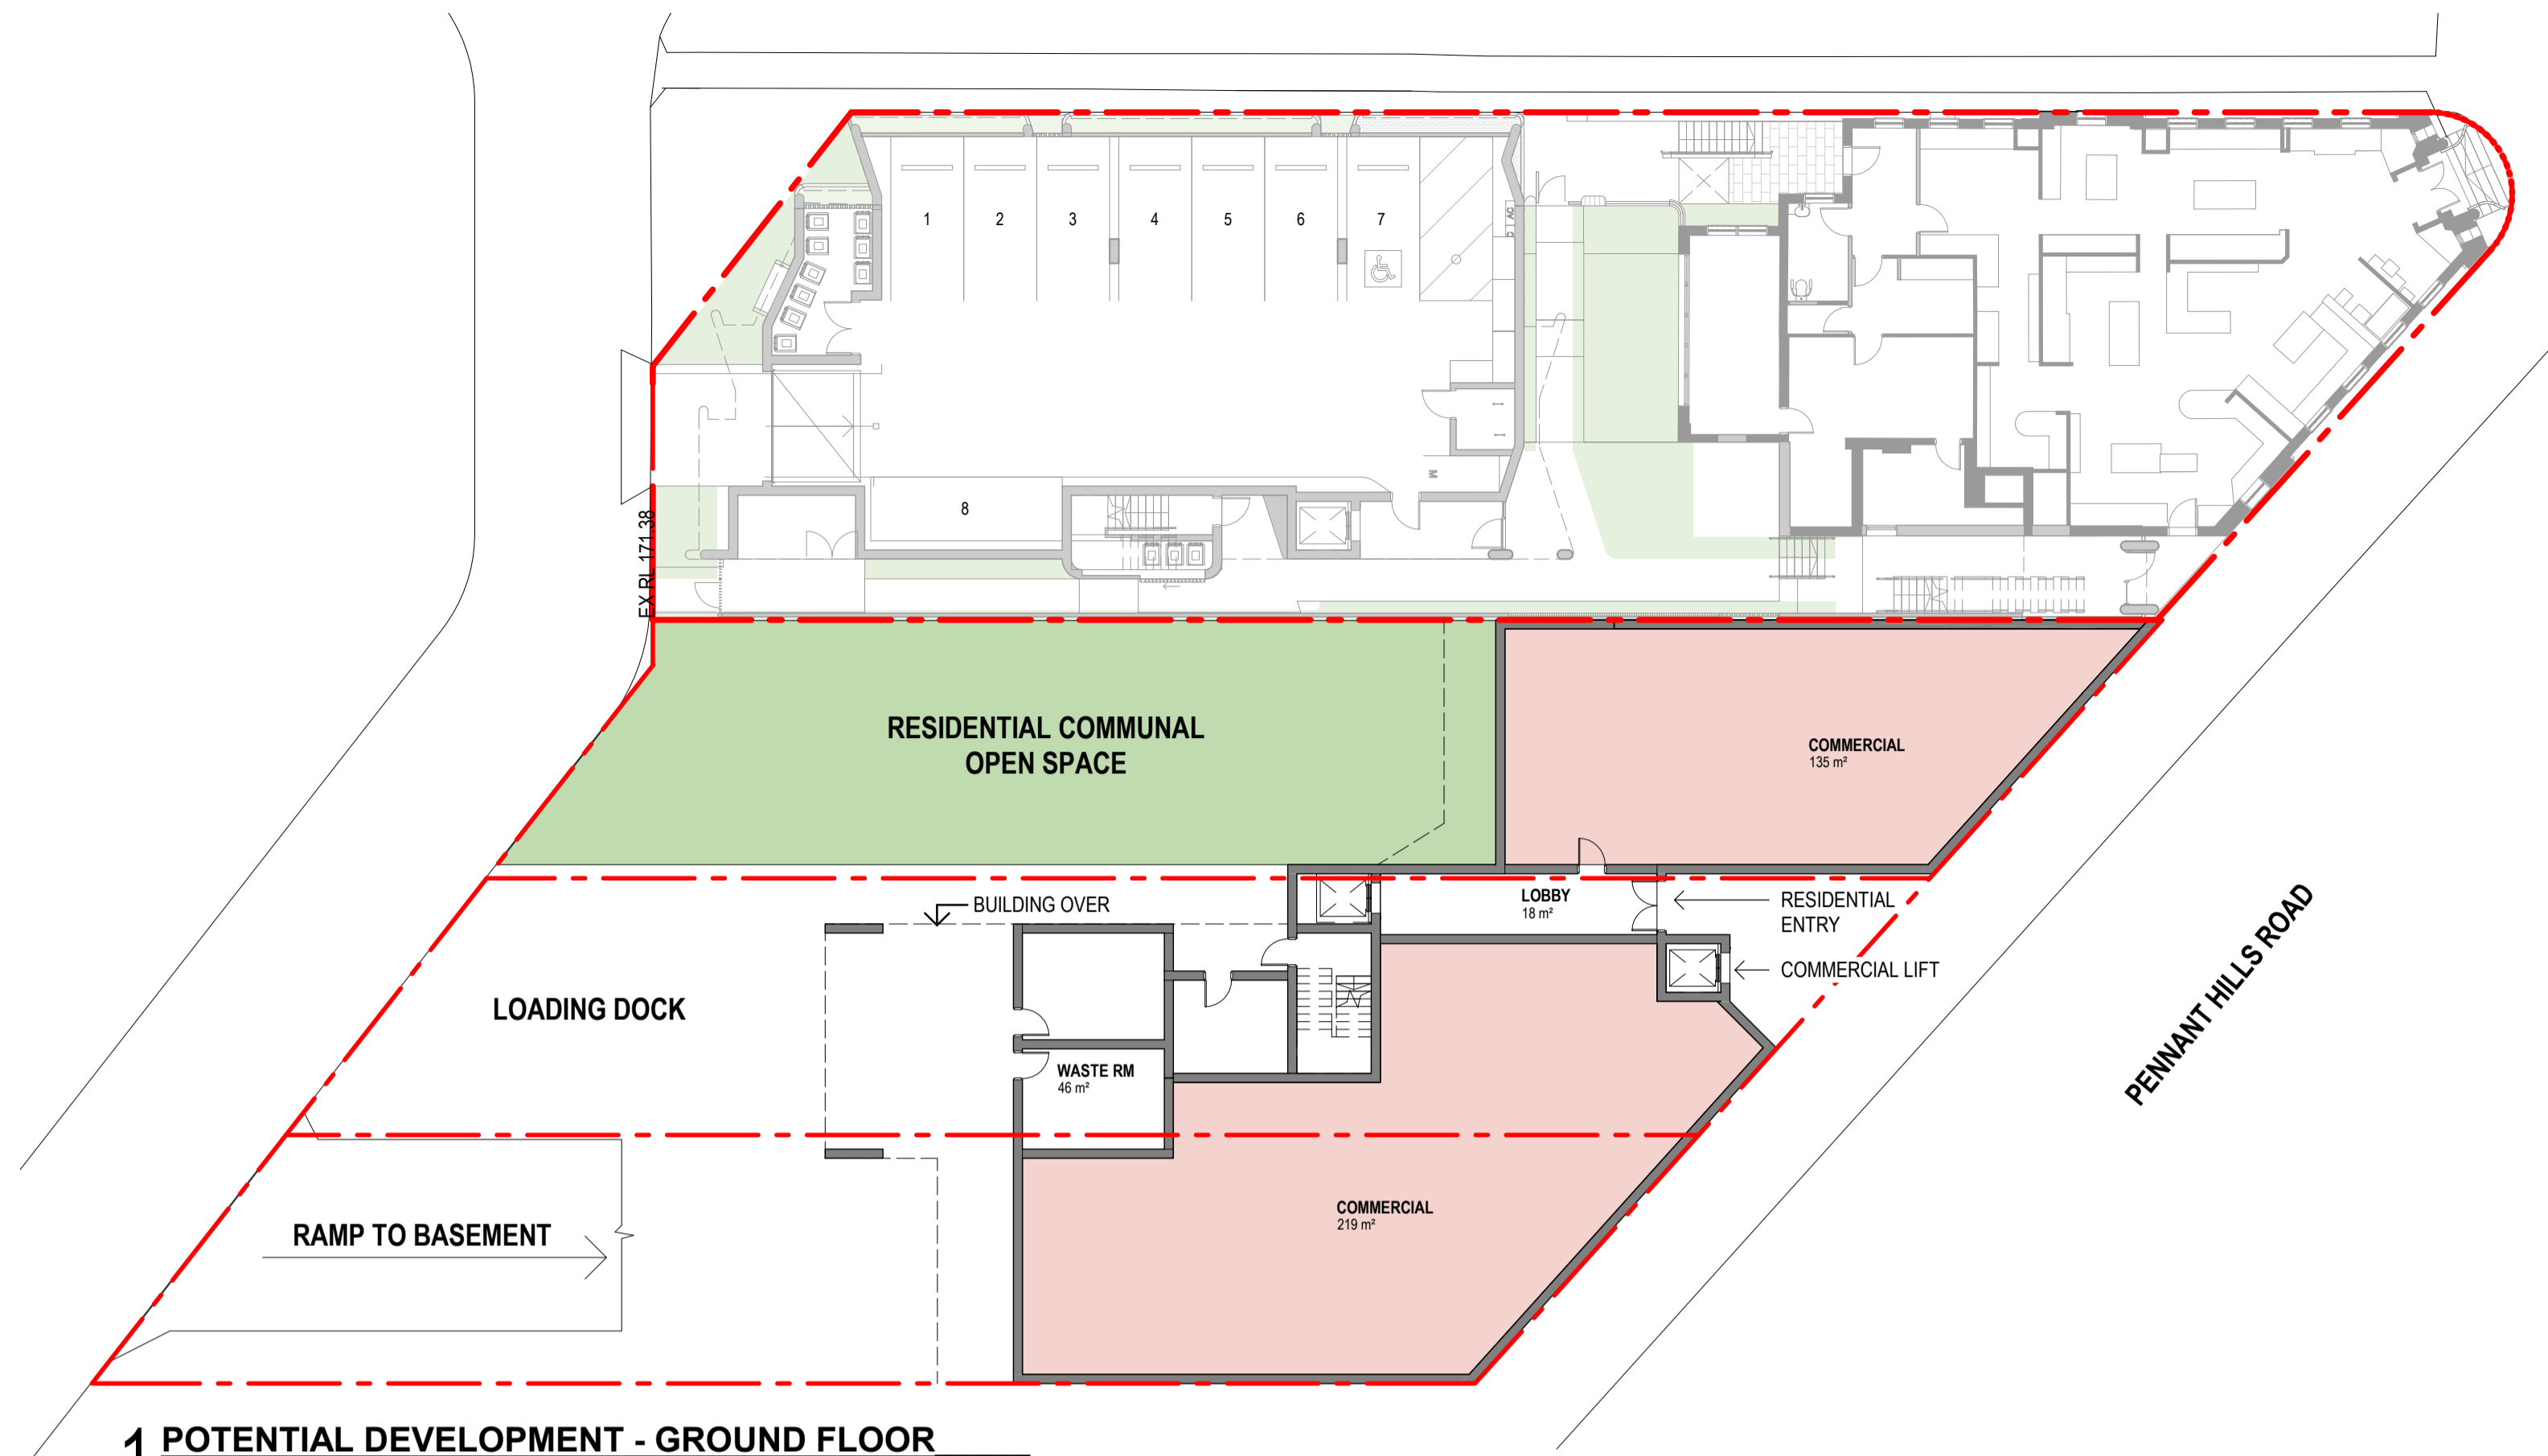 1
2
3
4
5
6
7
AC
M
8
EX RL 171.38
RESIDENTIAL COMMUNAL
OPEN SPACE
COMMERCIAL
135 m²
BUILDING OVER
LOBBY
18 m²
RESIDENTIAL
ENTRY
COMMERCIAL LIFT
LOADING DOCK
WASTE RM
46 m²
PENNANT HILLS ROAD
COMMERCIAL
219 m²
RAMP TO BASEMENT
1 POTENTIAL DEVELOPMENT - GROUND FLOOR